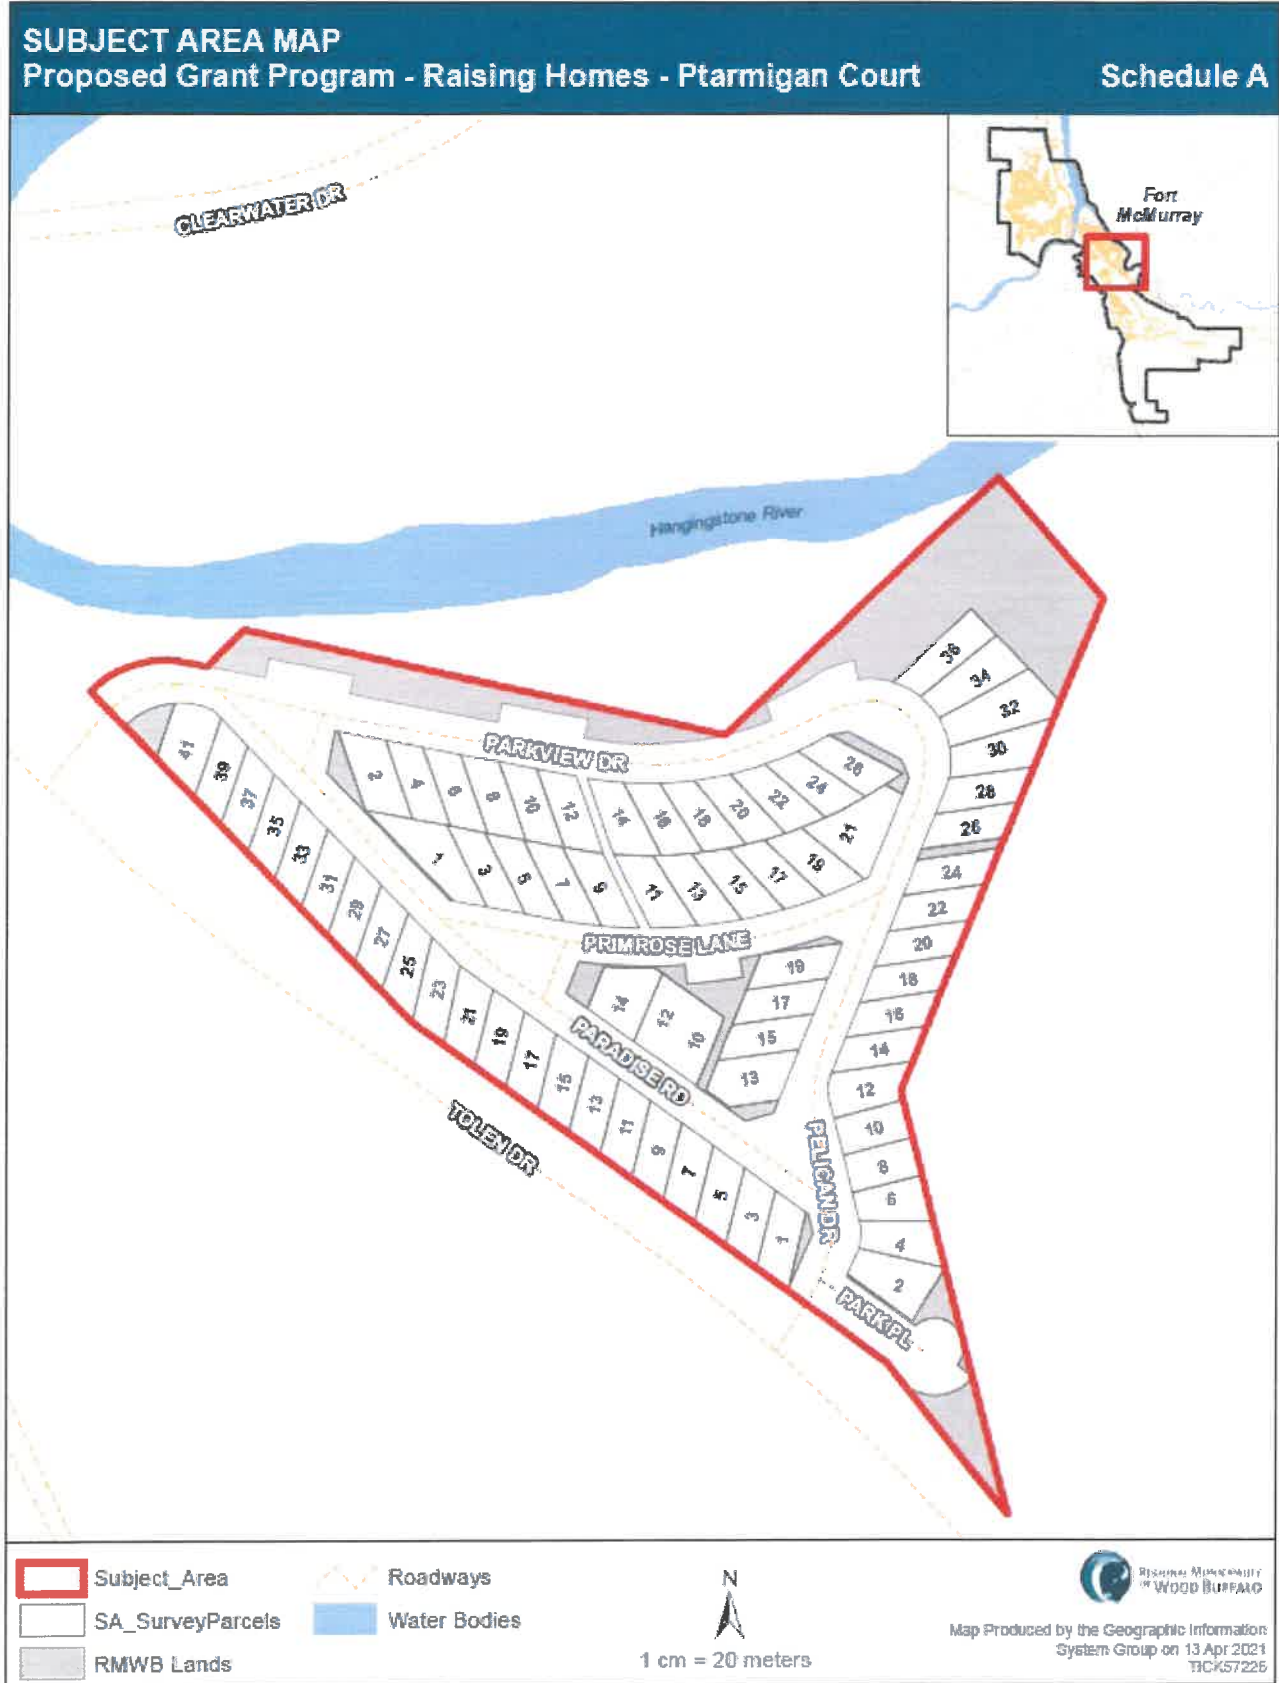 SUBJECT AREA MAP
Proposed Grant Program - Raising Homes - Ptarmigan Court
Schedule A
CLEARWATER DR
Fort
McMurray
Hangingstone River
36
34
32
30
28
26
24
22
20
18
16
14
12
10
8
6
4
2
PARKVIEW DR
2
4
6
8
10
12
14
16
18
20
22
24
26
1
3
5
7
9
11
13
15
17
19
21
PRIMROSE LANE
14
12
10
19
17
15
13
PARADISE RD
41
39
37
35
33
31
29
27
25
23
21
19
17
15
13
11
9
7
5
3
1
TOLEN DR
PELICAN DR
PARK PL
Subject_Area
SA_SurveyParcels
RMWB Lands
Roadways
Water Bodies
N
1 cm = 20 meters
REGIONAL MUNICIPALITY
OF WOOD BUFFALO
Map Produced by the Geographic Information
System Group on 13 Apr 2021
TICK57225